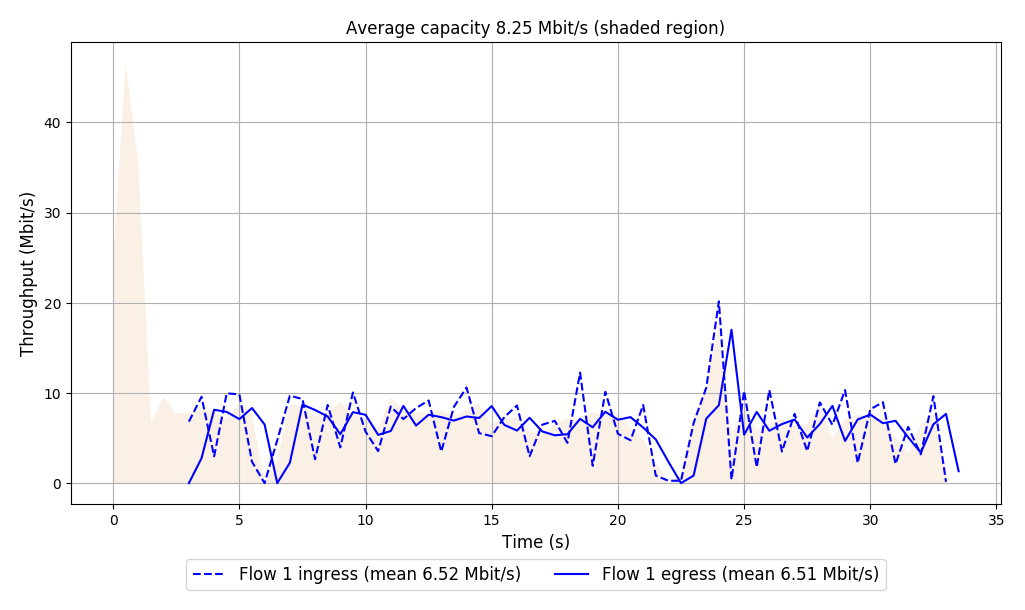 Average capacity 8.25 Mbit/s (shaded region)
Throughput (Mbit/s)
40
30
20
10
0
0 5 10 15 20 25 30 35
Time (s)
Flow 1 ingress (mean 6.52 Mbit/s) Flow 1 egress (mean 6.51 Mbit/s)